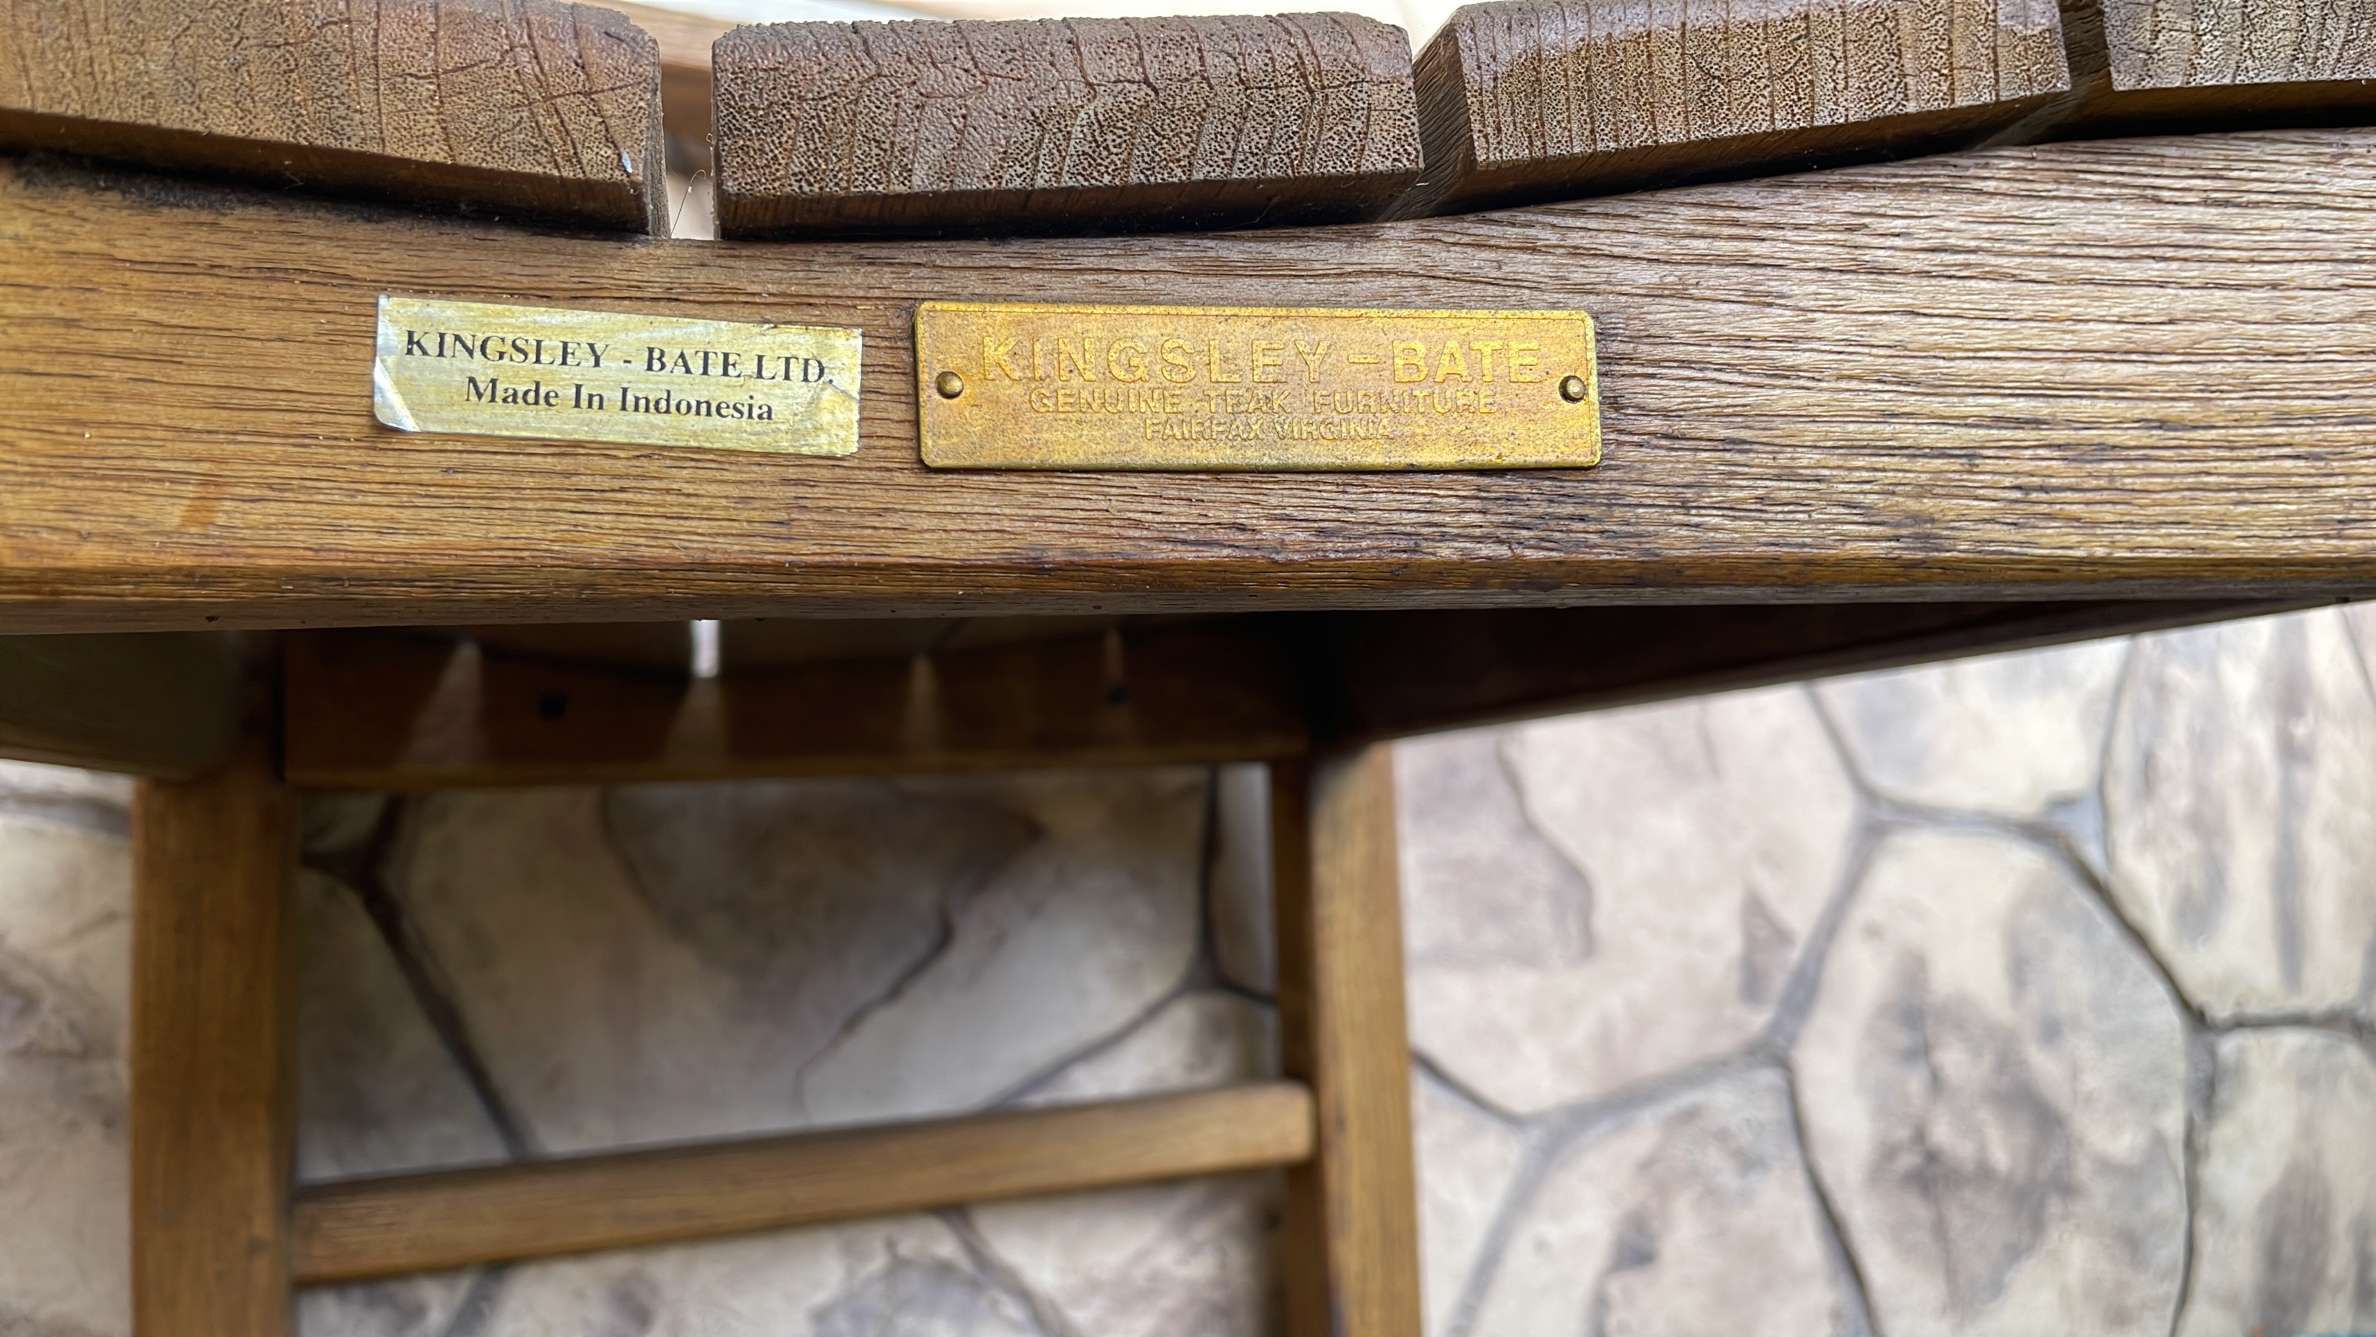 KINGSLEY - BATE LTD.
Made In Indonesia
KINGSLEY - BATE
GENUINE TEAK FURNITURE
FAIRFAX VIRGINIA